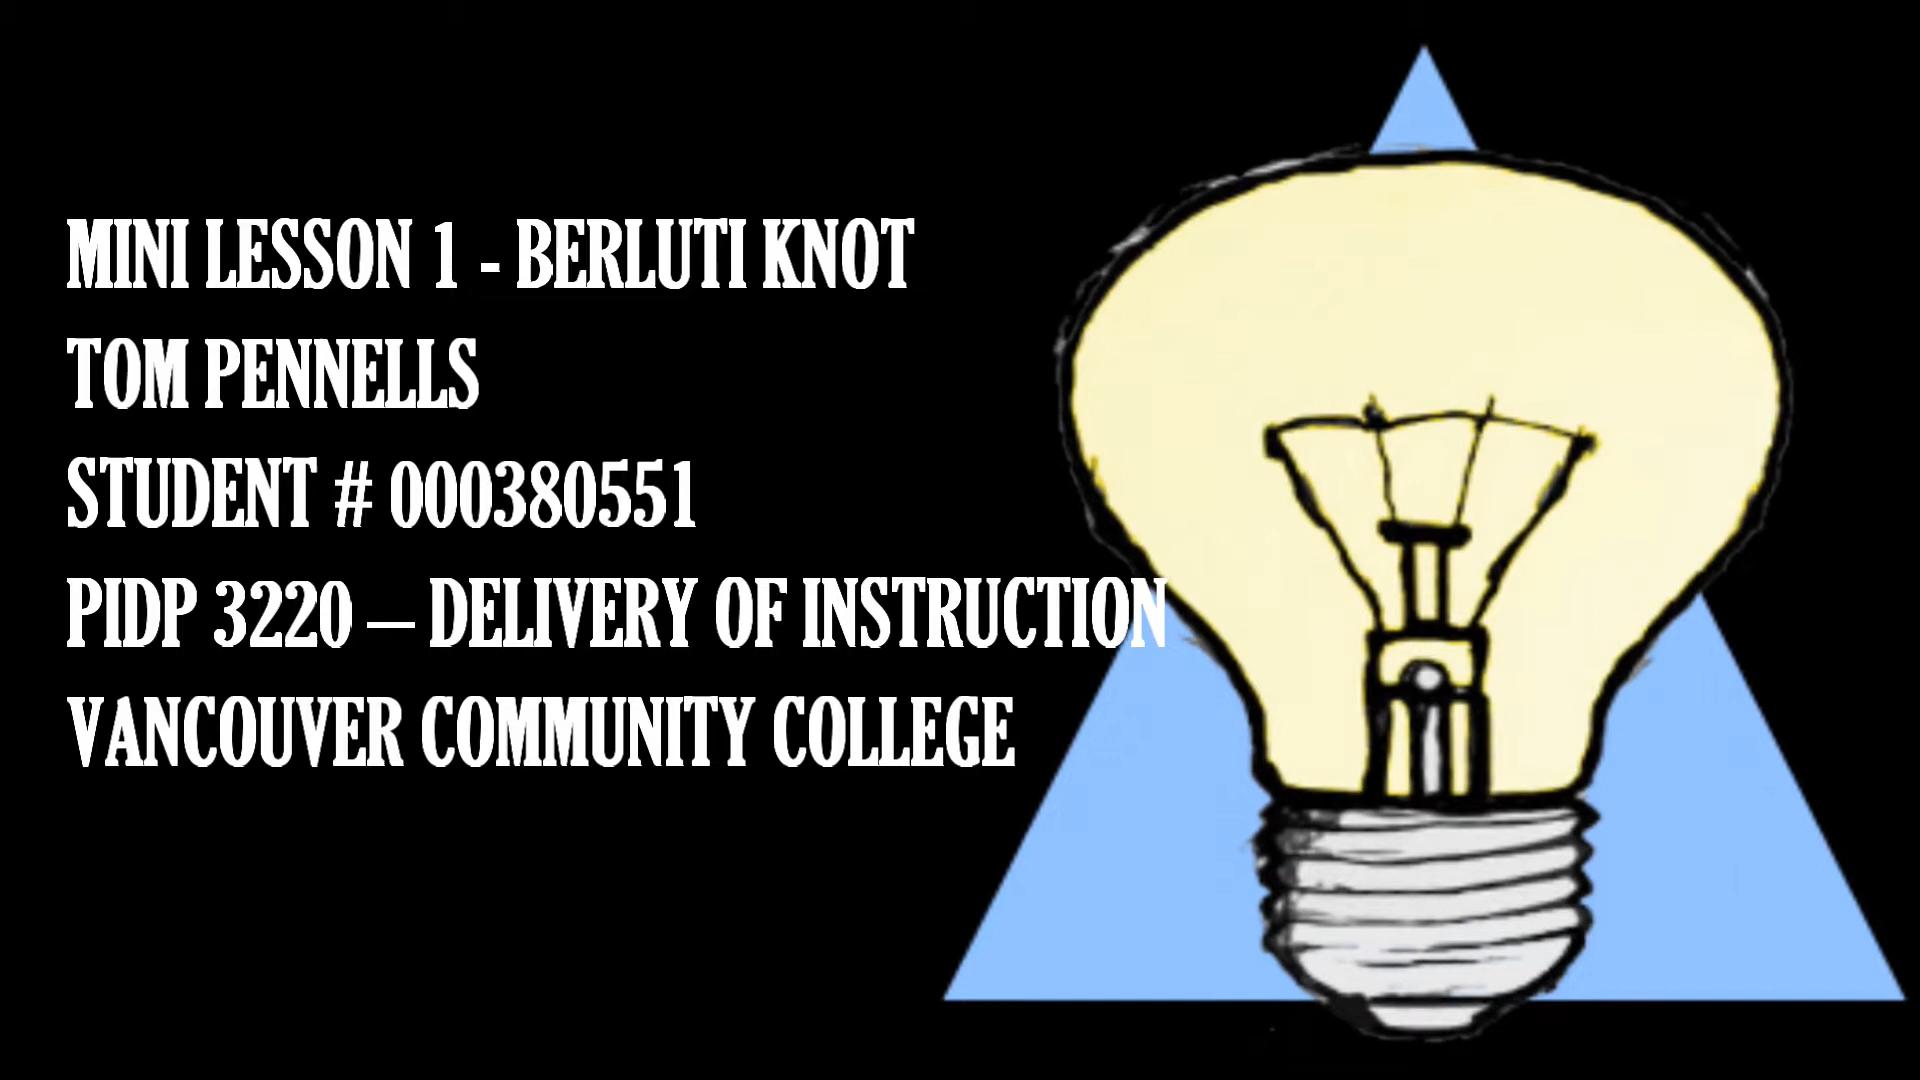 MINI LESSON 1 - BERLUTI KNOT
TOM PENNELLS
STUDENT # 000380551
PIDP 3220 – DELIVERY OF INSTRUCTION
VANCOUVER COMMUNITY COLLEGE